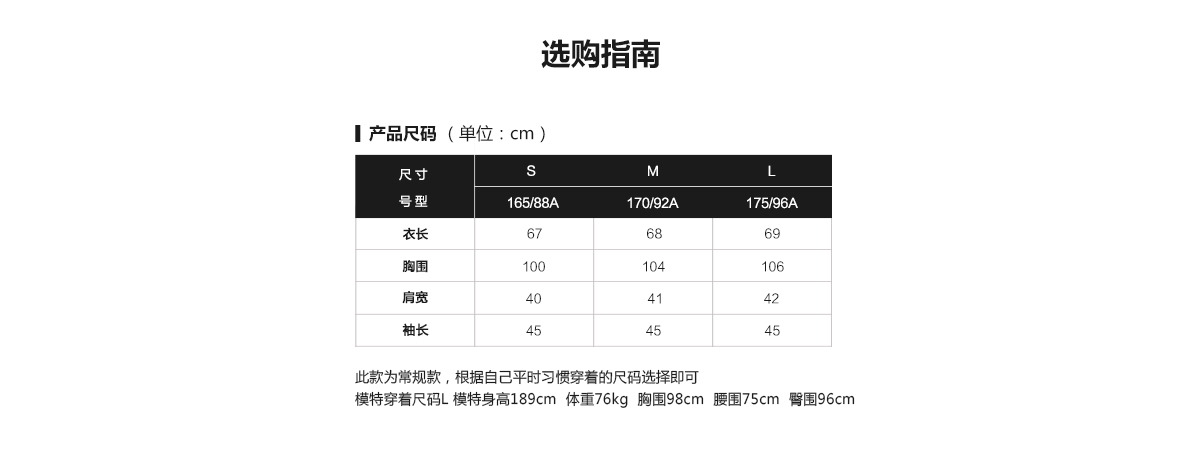 选购指南
产品尺码（单位：cm）
尺寸 S M L
号型 165/88A 170/92A 175/96A
衣长 67 68 69
胸围 100 104 106
肩宽 40 41 42
袖长 45 45 45
此款为常规款，根据自己平时习惯穿着的尺码选择即可
模特穿着尺码L 模特身高189cm 体重76kg 胸围98cm 腰围75cm 臀围96cm